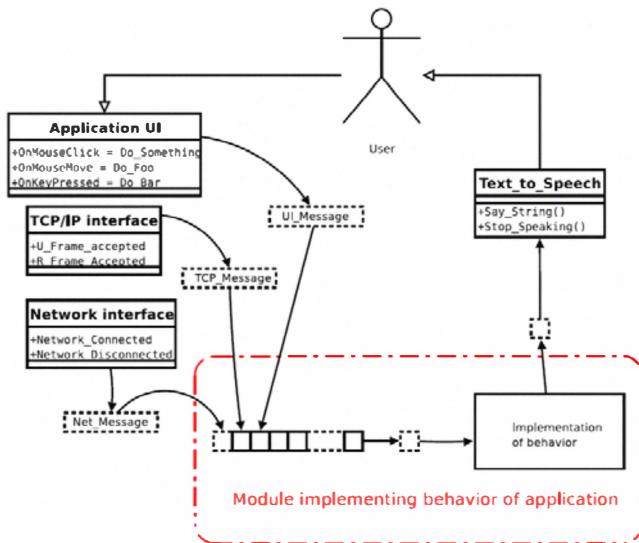 User
Application UI
+OnMouseClick = Do_Something
+OnMouseMove = Do_Foo
+OnKeyPressed = Do_Bar
UI_Message
Text_to_Speech
+Say_String()
+Stop_Speaking()
TCP/IP interface
+U_Frame_accepted
+R_Frame_Accepted
TCP_Message
Network interface
+Network_Connected
+Network_Disconnected
Net_Message
Implementation
of behavior
Module implementing behavior of application